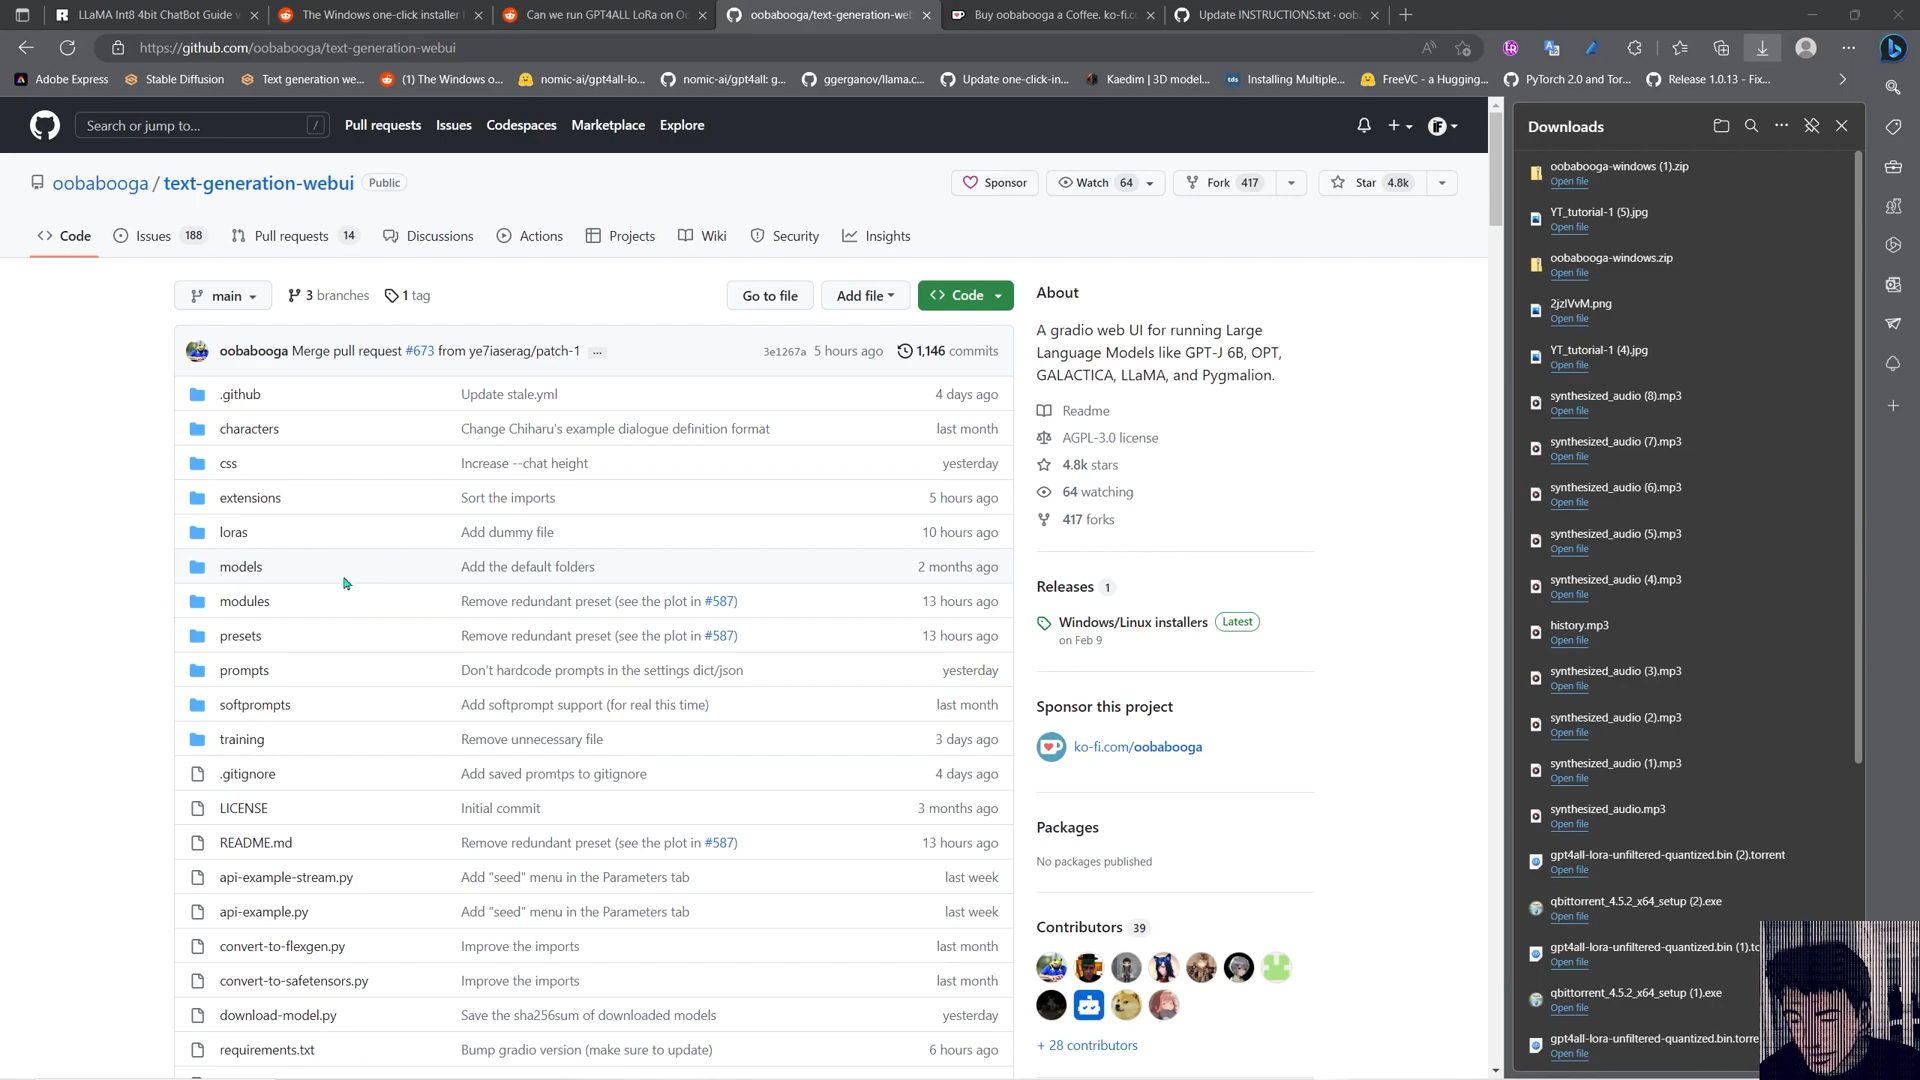 LLaMA Int8 4bit ChatBot Guide v
The Windows one-click installer
Can we run GPT4ALL LoRa on Oo
oobabooga/text-generation-web
Buy oobabooga a Coffee. ko-fi.co
Update INSTRUCTIONS.txt · ooba
https://github.com/oobabooga/text-generation-webui
Adobe Express
Stable Diffusion
Text generation we...
(1) The Windows o...
nomic-ai/gpt4all-lo...
nomic-ai/gpt4all: g...
ggerganov/llama.c...
Update one-click-in...
Kaedim | 3D model...
tds
Installing Multiple...
FreeVC - a Hugging...
PyTorch 2.0 and Tor...
Release 1.0.13 - Fix...
Search or jump to...
/
Pull requests
Issues
Codespaces
Marketplace
Explore
oobabooga / text-generation-webui
Public
Sponsor
Watch 64
Fork 417
Star 4.8k
Code
Issues 188
Pull requests 14
Discussions
Actions
Projects
Wiki
Security
Insights
main
3 branches
1 tag
Go to file
Add file
Code
oobabooga Merge pull request #673 from ye7iaserag/patch-1 ...
3e1267a 5 hours ago
1,146 commits
.github
Update stale.yml
4 days ago
characters
Change Chiharu's example dialogue definition format
last month
css
Increase --chat height
yesterday
extensions
Sort the imports
5 hours ago
loras
Add dummy file
10 hours ago
models
Add the default folders
2 months ago
modules
Remove redundant preset (see the plot in #587)
13 hours ago
presets
Remove redundant preset (see the plot in #587)
13 hours ago
prompts
Don't hardcode prompts in the settings dict/json
yesterday
softprompts
Add softprompt support (for real this time)
last month
training
Remove unnecessary file
3 days ago
.gitignore
Add saved promtps to gitignore
4 days ago
LICENSE
Initial commit
3 months ago
README.md
Remove redundant preset (see the plot in #587)
13 hours ago
api-example-stream.py
Add "seed" menu in the Parameters tab
last week
api-example.py
Add "seed" menu in the Parameters tab
last week
convert-to-flexgen.py
Improve the imports
last month
convert-to-safetensors.py
Improve the imports
last month
download-model.py
Save the sha256sum of downloaded models
yesterday
requirements.txt
Bump gradio version (make sure to update)
6 hours ago
About
A gradio web UI for running Large
Language Models like GPT-J 6B, OPT,
GALACTICA, LLaMA, and Pygmalion.
Readme
AGPL-3.0 license
4.8k stars
64 watching
417 forks
Releases 1
Windows/Linux installers
Latest
on Feb 9
Sponsor this project
ko-fi.com/oobabooga
Packages
No packages published
Contributors 39
+ 28 contributors
Downloads
oobabooga-windows (1).zip
Open file
YT_tutorial-1 (5).jpg
Open file
oobabooga-windows.zip
Open file
2jzIVvM.png
Open file
YT_tutorial-1 (4).jpg
Open file
synthesized_audio (8).mp3
Open file
synthesized_audio (7).mp3
Open file
synthesized_audio (6).mp3
Open file
synthesized_audio (5).mp3
Open file
synthesized_audio (4).mp3
Open file
history.mp3
Open file
synthesized_audio (3).mp3
Open file
synthesized_audio (2).mp3
Open file
synthesized_audio (1).mp3
Open file
synthesized_audio.mp3
Open file
gpt4all-lora-unfiltered-quantized.bin (2).torrent
Open file
qbittorrent_4.5.2_x64_setup (2).exe
Open file
gpt4all-lora-unfiltered-quantized.bin (1).tc
Open file
qbittorrent_4.5.2_x64_setup (1).exe
Open file
gpt4all-lora-unfiltered-quantized.bin.torre
Open file